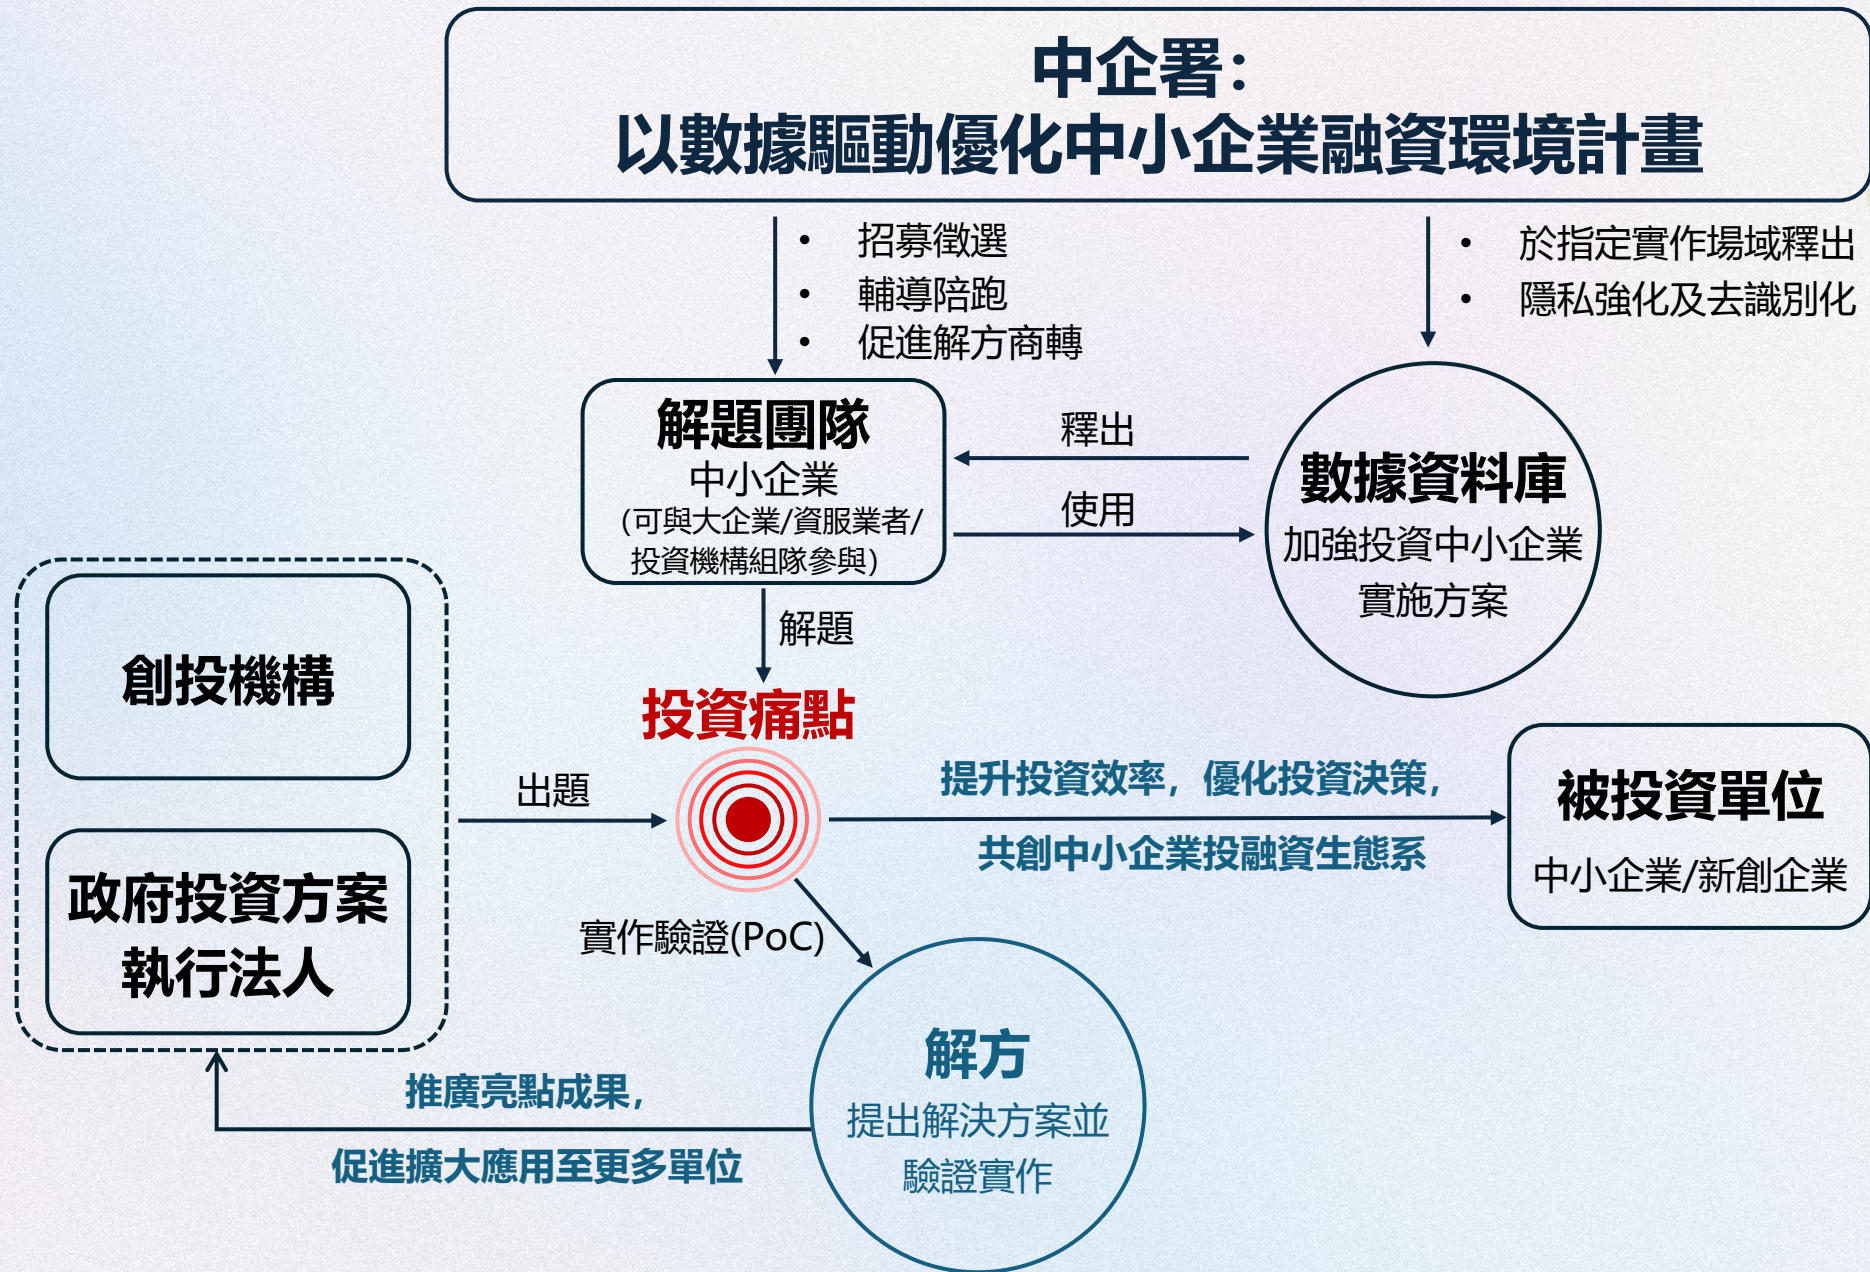 中企署：
以數據驅動優化中小企業融資環境計畫
• 招募徵選
• 輔導陪跑
• 促進解方商轉
• 於指定實作場域釋出
• 隱私強化及去識別化
解題團隊
中小企業
（可與大企業/資服業者/
投資機構組隊參與）
釋出
使用
數據資料庫
加強投資中小企業
實施方案
解題
創投機構
政府投資方案
執行法人
出題
投資痛點
提升投資效率，優化投資決策，
共創中小企業投融資生態系
被投資單位
中小企業/新創企業
實作驗證(PoC)
解方
提出解決方案並
驗證實作
推廣亮點成果，
促進擴大應用至更多單位